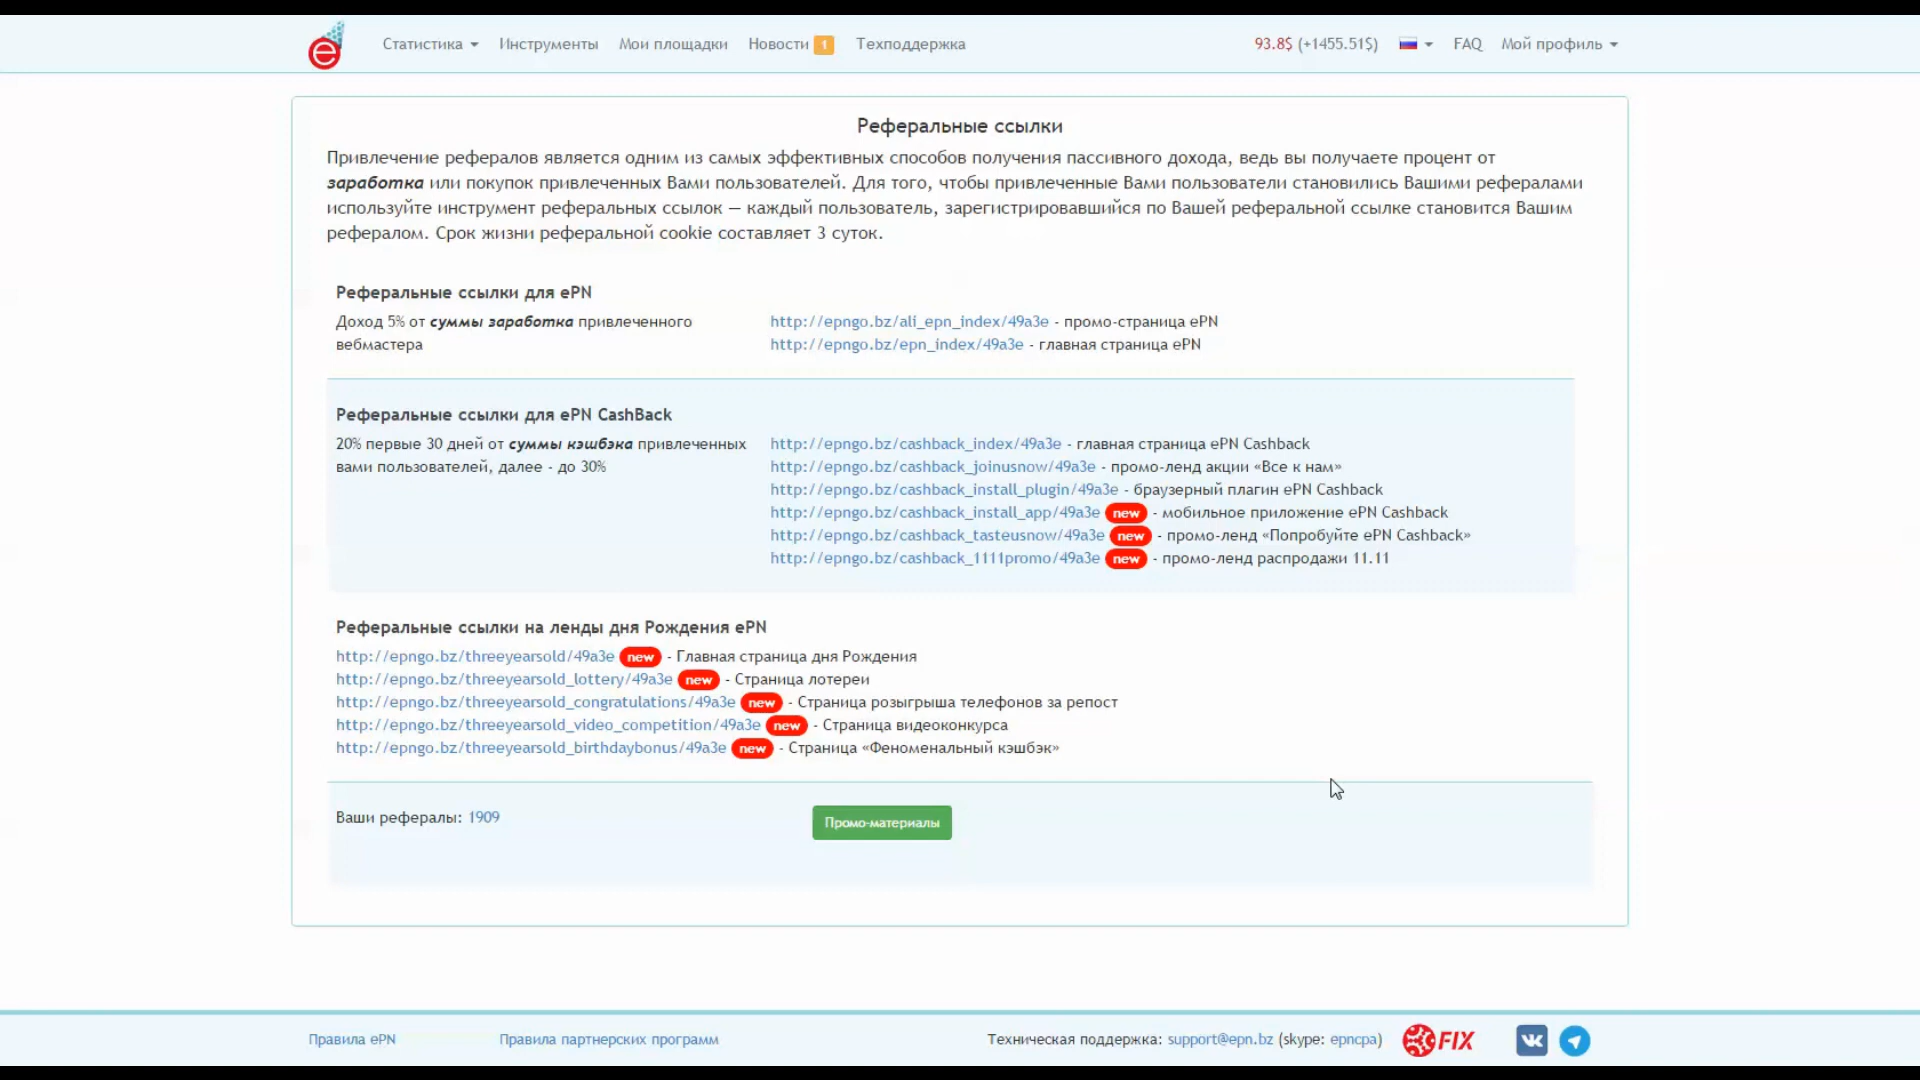 e
Статистика Инструменты Мои площадки Новости 1 Техподдержка 93.8$ (+1455.51$) FAQ Мой профиль
Реферальные ссылки
Привлечение рефералов является одним из самых эффективных способов получения пассивного дохода, ведь вы получаете процент от
заработка или покупок привлеченных Вами пользователей. Для того, чтобы привлеченные Вами пользователи становились Вашими рефералами
используйте инструмент реферальных ссылок — каждый пользователь, зарегистрировавшийся по Вашей реферальной ссылке становится Вашим
рефералом. Срок жизни реферальной cookie составляет 3 суток.
Реферальные ссылки для ePN
Доход 5% от суммы заработка привлеченного
вебмастера
http://epngo.bz/ali_epn_index/49a3e - промо-страница ePN
http://epngo.bz/epn_index/49a3e - главная страница ePN
Реферальные ссылки для ePN CashBack
20% первые 30 дней от суммы кэшбэка привлеченных
вами пользователей, далее - до 30%
http://epngo.bz/cashback_index/49a3e - главная страница ePN Cashback
http://epngo.bz/cashback_joinusnow/49a3e - промо-ленд акции «Все к нам»
http://epngo.bz/cashback_install_plugin/49a3e - браузерный плагин ePN Cashback
http://epngo.bz/cashback_install_app/49a3e new - мобильное приложение ePN Cashback
http://epngo.bz/cashback_tasteusnow/49a3e new - промо-ленд «Попробуйте ePN Cashback»
http://epngo.bz/cashback_1111promo/49a3e new - промо-ленд распродажи 11.11
Реферальные ссылки на ленды дня Рождения ePN
http://epngo.bz/threeyearsold/49a3e new - Главная страница дня Рождения
http://epngo.bz/threeyearsold_lottery/49a3e new - Страница лотереи
http://epngo.bz/threeyearsold_congratulations/49a3e new - Страница розыгрыша телефонов за репост
http://epngo.bz/threeyearsold_video_competition/49a3e new - Страница видеоконкурса
http://epngo.bz/threeyearsold_birthdaybonus/49a3e new - Страница «Феноменальный кэшбэк»
Ваши рефералы: 1909
Промо-материалы
Правила ePN Правила партнерских программ Техническая поддержка: support@epn.bz (skype: epncpa) FIX